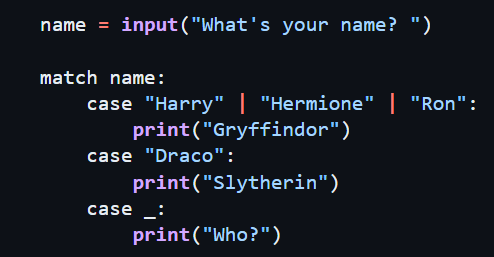 name = input("What's your name? ")
match name:
    case "Harry" | "Hermione" | "Ron":
        print("Gryffindor")
    case "Draco":
        print("Slytherin")
    case _:
        print("Who?")